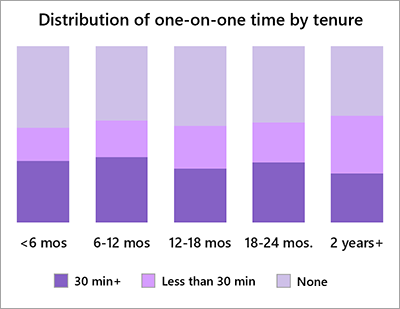 Distribution of one-on-one time by tenure
<6 mos 6-12 mos 12-18 mos 18-24 mos. 2 years+
30 min+ Less than 30 min None